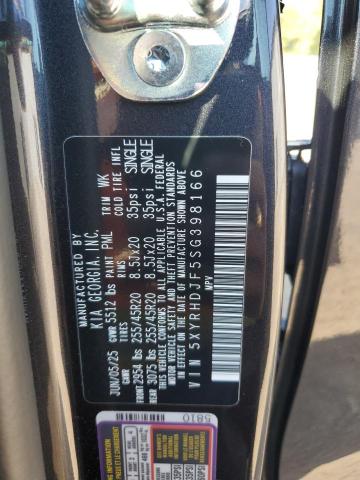 MANUFACTURED BY
KIA GEORGIA, INC.
JUN/05/25 GVWR 5512 lbs PAINT PML TRIM WK
GAWR TIRES RIMS COLD TIRE INFL
FRONT 2954 LBS 255/45R20 8.5Jx20 35psi SINGLE
REAR 3075 LBS 255/45R20 8.5Jx20 35psi SINGLE
THIS VEHICLE CONFORMS TO ALL APPLICABLE U.S.A. FEDERAL
MOTOR VEHICLE SAFETY AND THEFT PREVENTION STANDARDS
IN EFFECT ON THE DATE OF MANUFACTURE SHOWN ABOVE.
VIN 5XYRHDJF5SG398166
MPV
5810